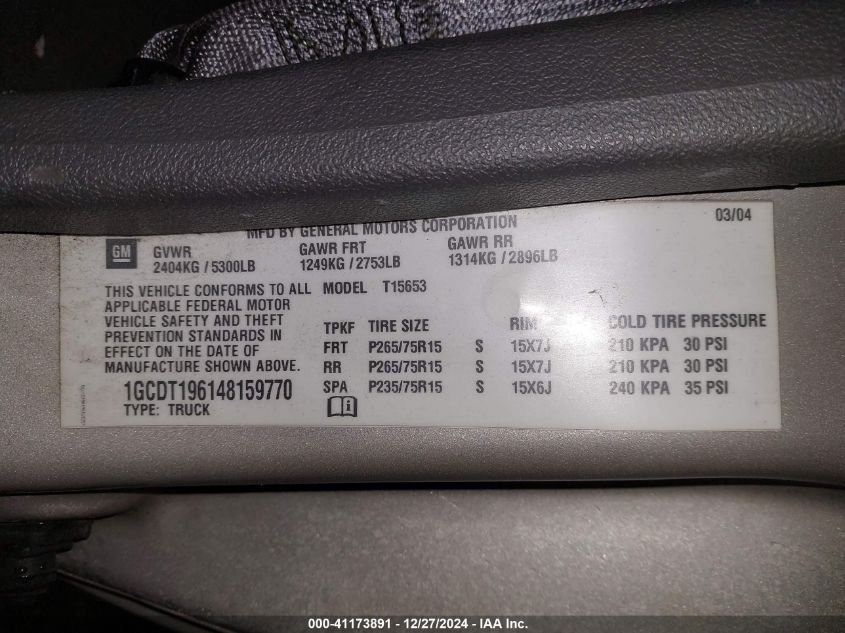 MFD BY GENERAL MOTORS CORPORATION 03/04
GM GVWR GAWR FRT GAWR RR
2404KG / 5300LB 1249KG / 2753LB 1314KG / 2896LB
THIS VEHICLE CONFORMS TO ALL MODEL T15653
APPLICABLE FEDERAL MOTOR
VEHICLE SAFETY AND THEFT
PREVENTION STANDARDS IN
EFFECT ON THE DATE OF
MANUFACTURE SHOWN ABOVE.
TPKF TIRE SIZE RIM COLD TIRE PRESSURE
FRT P265/75R15 S 15X7J 210 KPA 30 PSI
RR P265/75R15 S 15X7J 210 KPA 30 PSI
SPA P235/75R15 S 15X6J 240 KPA 35 PSI
1GCDT196148159770
TYPE: TRUCK
000-41173891 - 12/27/2024 - IAA Inc.